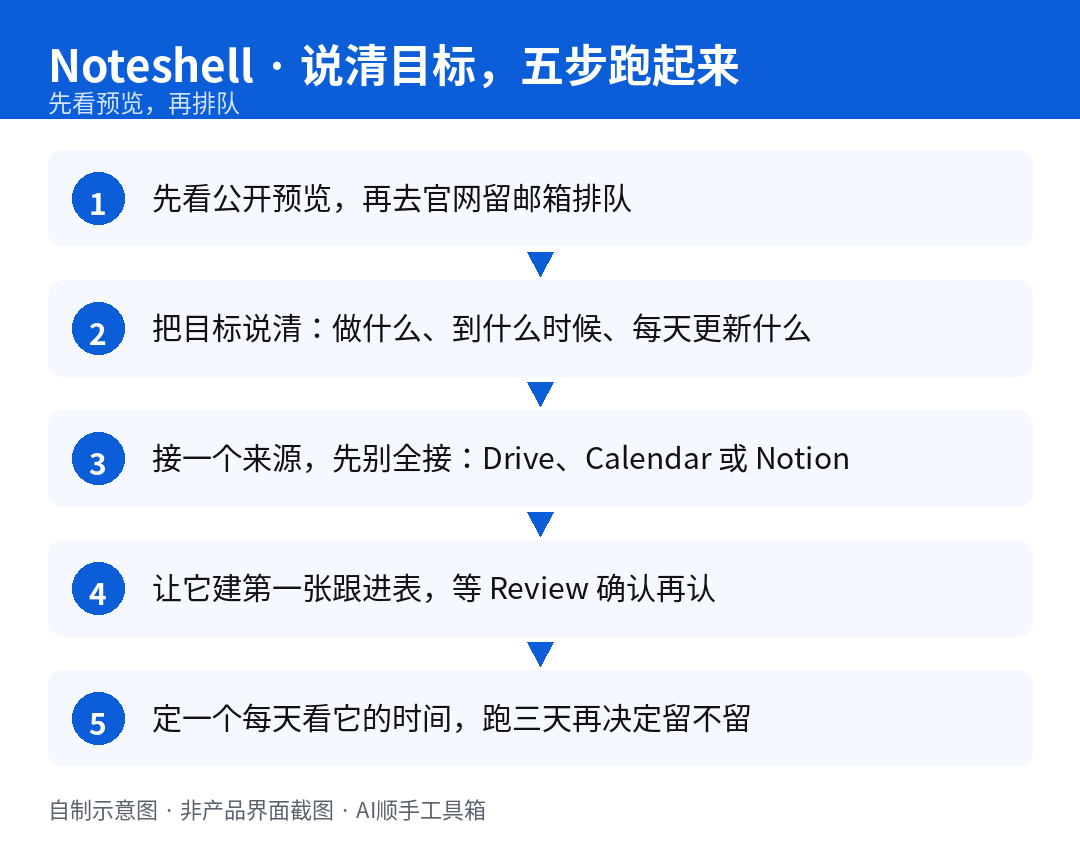 Noteshell · 说清目标，五步跑起来
先看预览，再排队
1 先看公开预览，再去官网留邮箱排队
2 把目标说清：做什么、到什么时候、每天更新什么
3 接一个来源，先别全接：Drive、Calendar 或 Notion
4 让它建第一张跟进表，等 Review 确认再认
5 定一个每天看它的时间，跑三天再决定留不留
自制示意图 · 非产品界面截图 · AI顺手工具箱